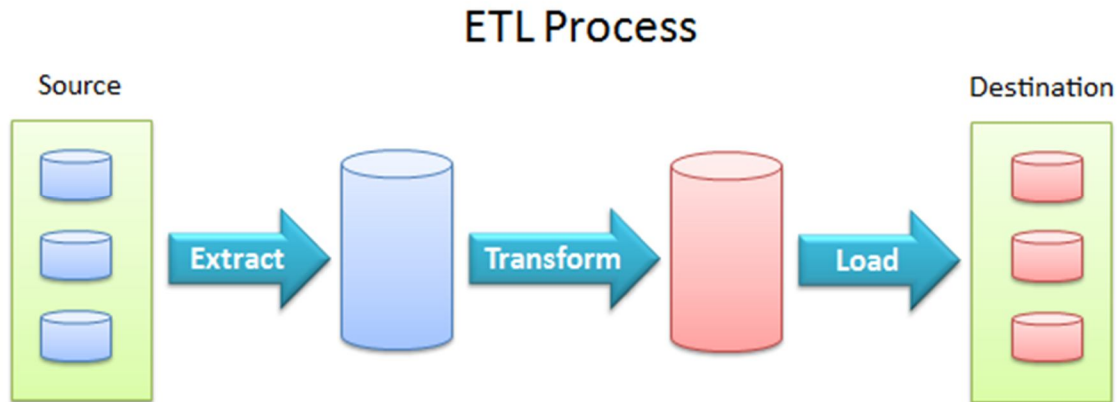 ETL Process
Source
Destination
Extract
Transform
Load